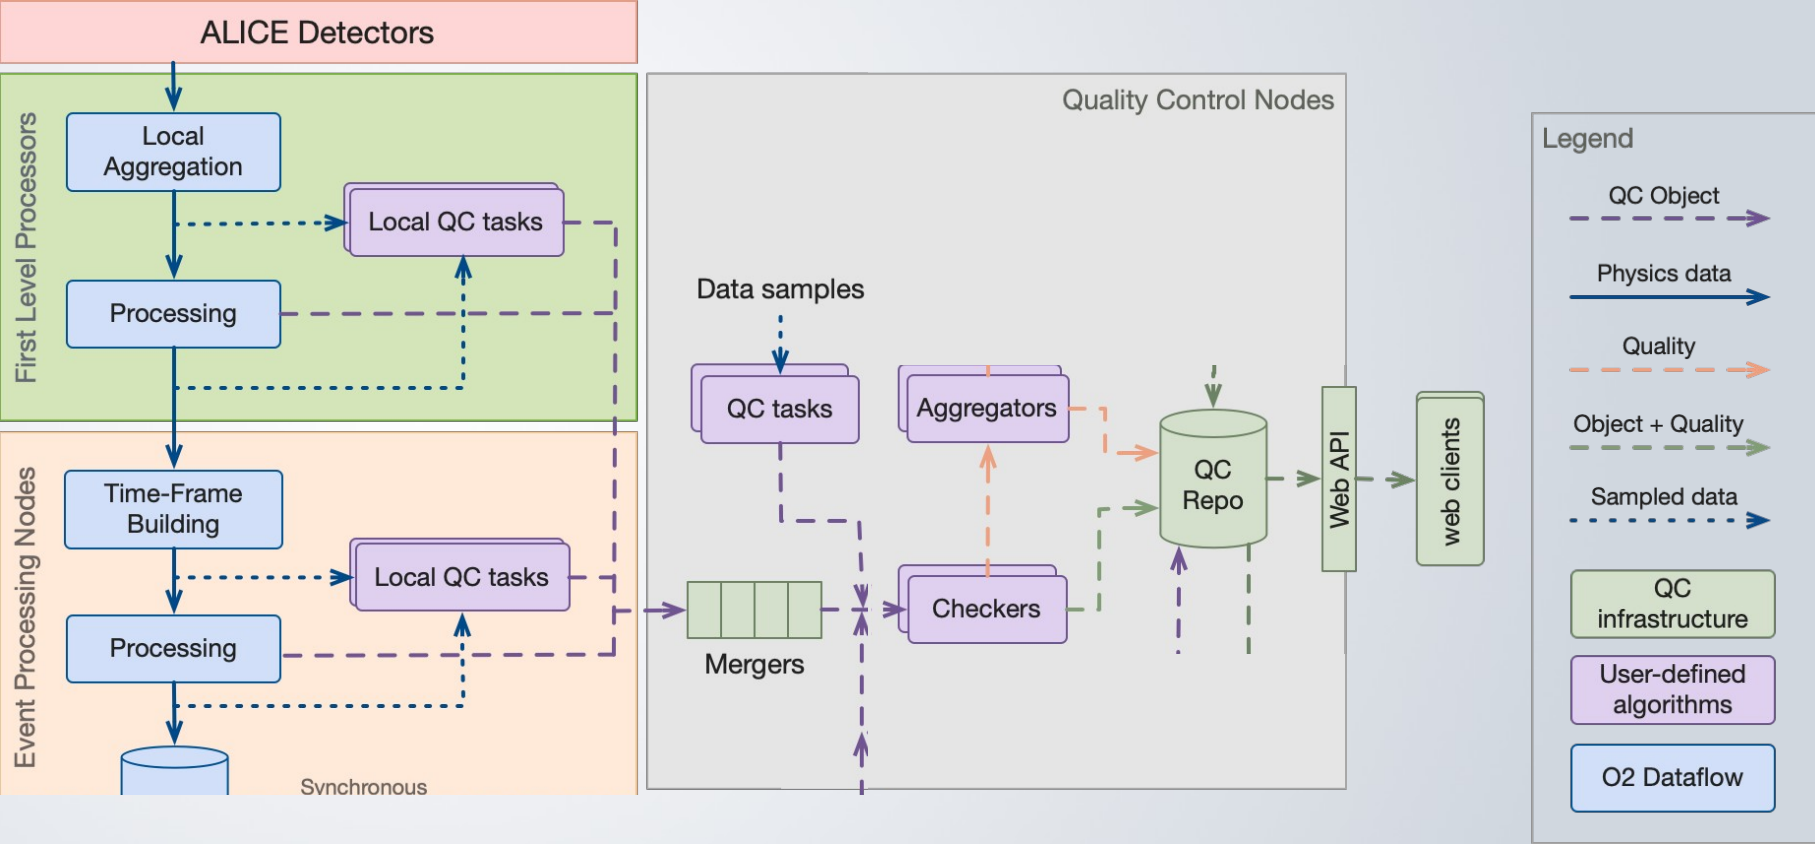 ALICE Detectors
First Level Processors
Local
Aggregation
Local QC tasks
Processing
Event Processing Nodes
Time-Frame
Building
Local QC tasks
Processing
Synchronous
Quality Control Nodes
Data samples
QC tasks
Aggregators
QC
Repo
Web API
web clients
Checkers
Mergers
Legend
QC Object
Physics data
Quality
Object + Quality
Sampled data
QC
infrastructure
User-defined
algorithms
O2 Dataflow